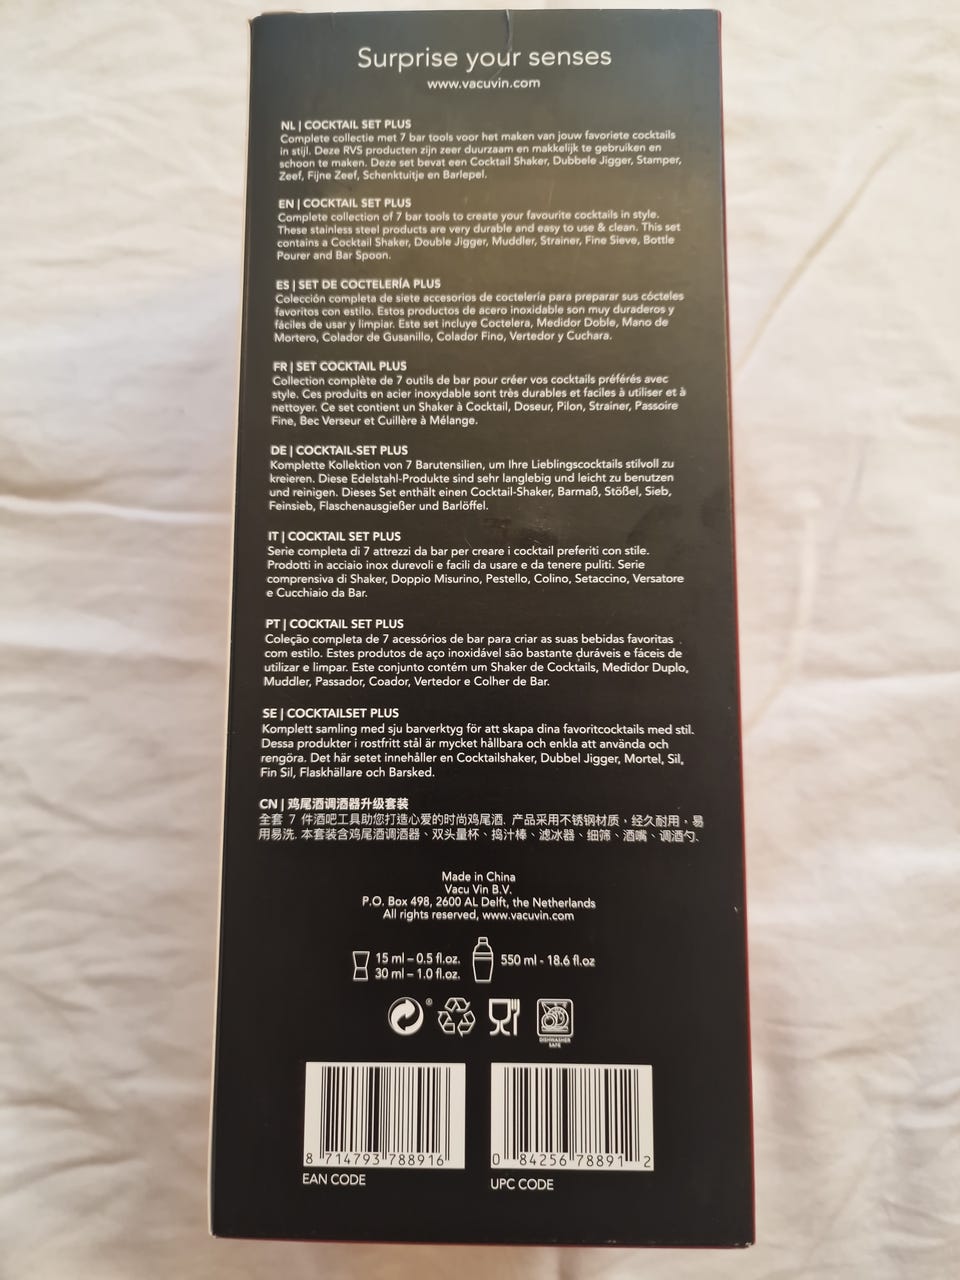 Surprise your senses
www.vacuvin.com
NL | COCKTAIL SET PLUS
Complete collectie met 7 bar tools voor het maken van jouw favoriete cocktails
in stijl. Deze RVS producten zijn zeer duurzaam en makkelijk te gebruiken en
schoon te maken. Deze set bevat een Cocktail Shaker, Dubbele Jigger, Stamper,
Zeef, Fijne Zeef, Schenktuitje en Barlepel.
EN | COCKTAIL SET PLUS
Complete collection of 7 bar tools to create your favourite cocktails in style.
These stainless steel products are very durable and easy to use & clean. This set
contains a Cocktail Shaker, Double Jigger, Muddler, Strainer, Fine Sieve, Bottle
Pourer and Bar Spoon.
ES | SET DE COCTELERÍA PLUS
Colección completa de siete accesorios de coctelería para preparar sus cócteles
favoritos con estilo. Estos productos de acero inoxidable son muy duraderos y
fáciles de usar y limpiar. Este set incluye Coctelera, Medidor Doble, Mano de
Mortero, Colador de Gusanillo, Colador Fino, Vertedor y Cuchara.
FR | SET COCKTAIL PLUS
Collection complète de 7 outils de bar pour créer vos cocktails préférés avec
style. Ces produits en acier inoxydable sont très durables et faciles à utiliser et à
nettoyer. Ce set contient un Shaker à Cocktail, Doseur, Pilon, Strainer, Passoire
Fine, Bec Verseur et Cuillère à Mélange.
DE | COCKTAIL-SET PLUS
Komplette Kollektion von 7 Barutensilien, um Ihre Lieblingscocktails stilvoll zu
kreieren. Diese Edelstahl-Produkte sind sehr langlebig und leicht zu benutzen
und reinigen. Dieses Set enthält einen Cocktail-Shaker, Barmaß, Stößel, Sieb,
Feinsieb, Flaschenausgießer und Barlöffel.
IT | COCKTAIL SET PLUS
Serie completa di 7 attrezzi da bar per creare i cocktail preferiti con stile.
Prodotti in acciaio inox durevoli e facili da usare e da tenere puliti. Serie
comprensiva di Shaker, Doppio Misurino, Pestello, Colino, Setaccino, Versatore
e Cucchiaio da Bar.
PT | COCKTAIL SET PLUS
Coleção completa de 7 acessórios de bar para criar as suas bebidas favoritas
com estilo. Estes produtos de aço inoxidável são bastante duráveis e fáceis de
utilizar e limpar. Este conjunto contém um Shaker de Cocktails, Medidor Duplo,
Muddler, Passador, Coador, Vertedor e Colher de Bar.
SE | COCKTAILSET PLUS
Komplett samling med sju barverktyg för att skapa dina favoritcocktails med stil.
Dessa produkter i rostfritt stål är mycket hållbara och enkla att använda och
rengöra. Det här setet innehåller en Cocktailshaker, Dubbel Jigger, Mortel, Sil,
Fin Sil, Flaskhällare och Barsked.
CN | 鸡尾酒调酒器升级套装
全套 7 件酒吧工具助您打造心爱的时尚鸡尾酒. 产品采用不锈钢材质，经久耐用，易
用易洗. 本套装含鸡尾酒调酒器、双头量杯、捣汁棒、滤冰器、细筛、酒嘴、调酒勺.
Made in China
Vacu Vin B.V.
P.O. Box 498, 2600 AL Delft, the Netherlands
All rights reserved, www.vacuvin.com
15 ml – 0.5 fl.oz.
30 ml – 1.0 fl.oz.
550 ml - 18.6 fl.oz
®
DISHWASHER
SAFE
8 714793 788916
EAN CODE
0 84256 78891 2
UPC CODE